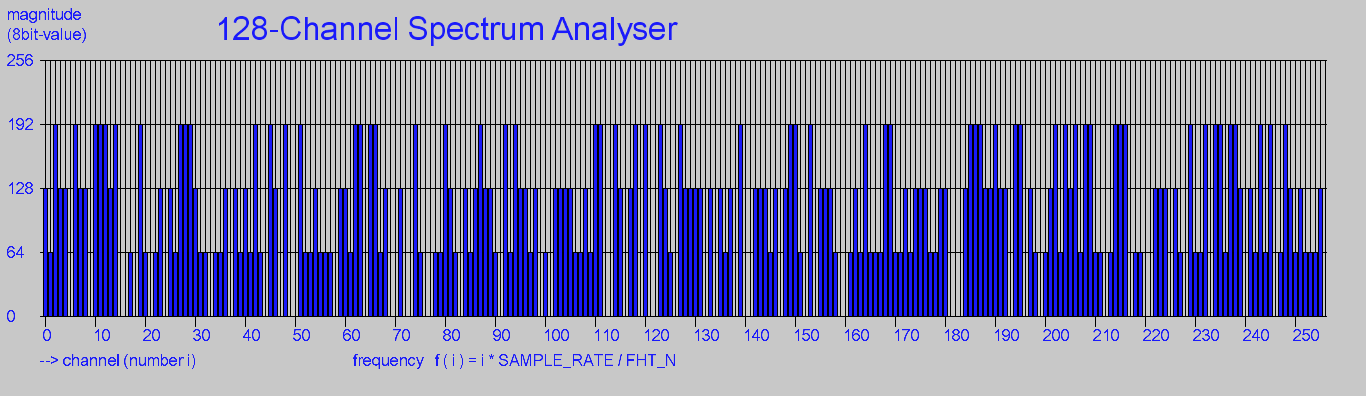 magnitude
(8bit-value)
128-Channel Spectrum Analyser
256
192
128
64
0
0 10 20 30 40 50 60 70 80 90 100 110 120 130 140 150 160 170 180 190 200 210 220 230 240 250
--> channel (number i)
frequency f ( i ) = i * SAMPLE_RATE / FHT_N